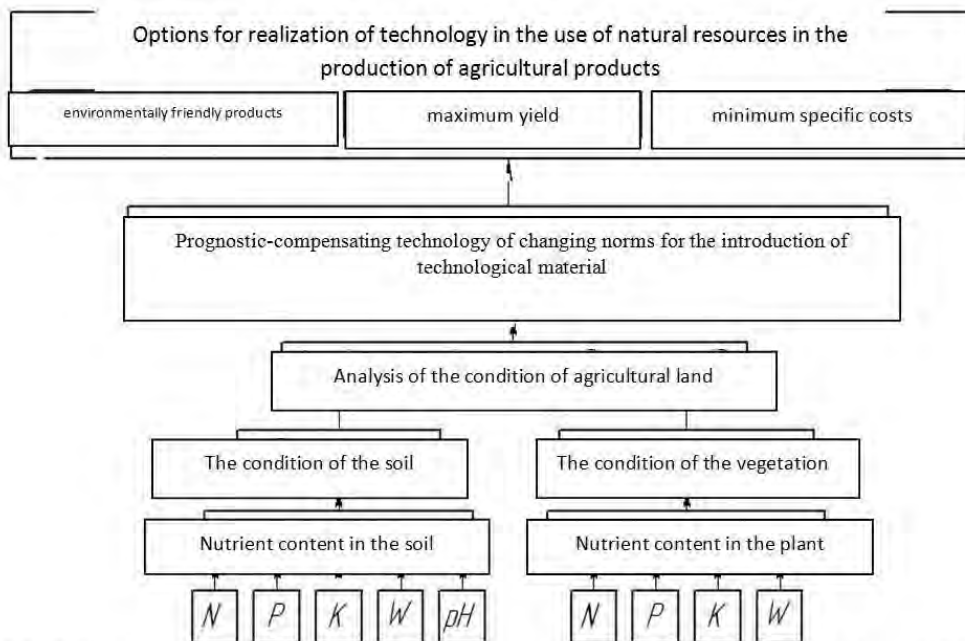 Options for realization of technology in the use of natural resources in the
production of agricultural products
environmentally friendly products
maximum yield
minimum specific costs
Prognostic-compensating technology of changing norms for the introduction of
technological material
Analysis of the condition of agricultural land
The condition of the soil
The condition of the vegetation
Nutrient content in the soil
Nutrient content in the plant
N P K W pH
N P K W